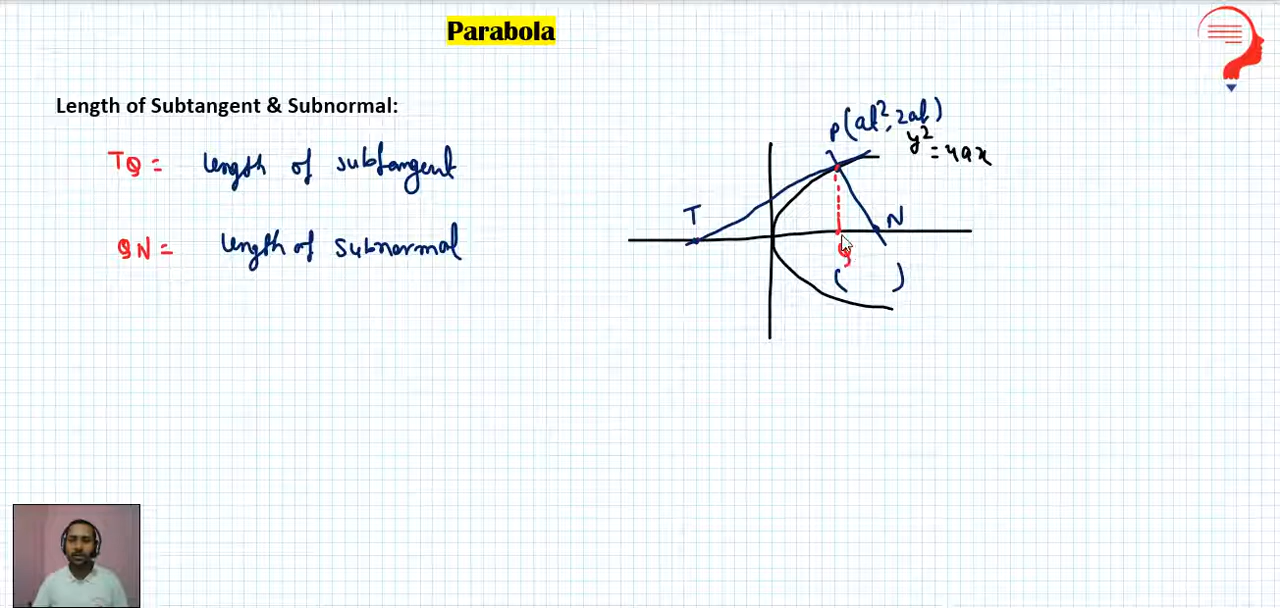 Parabola
Length of Subtangent & Subnormal:
TQ = length of subtangent
QN = length of subnormal
P(at², 2at)
y² = 4ax
T
N
Q
( )